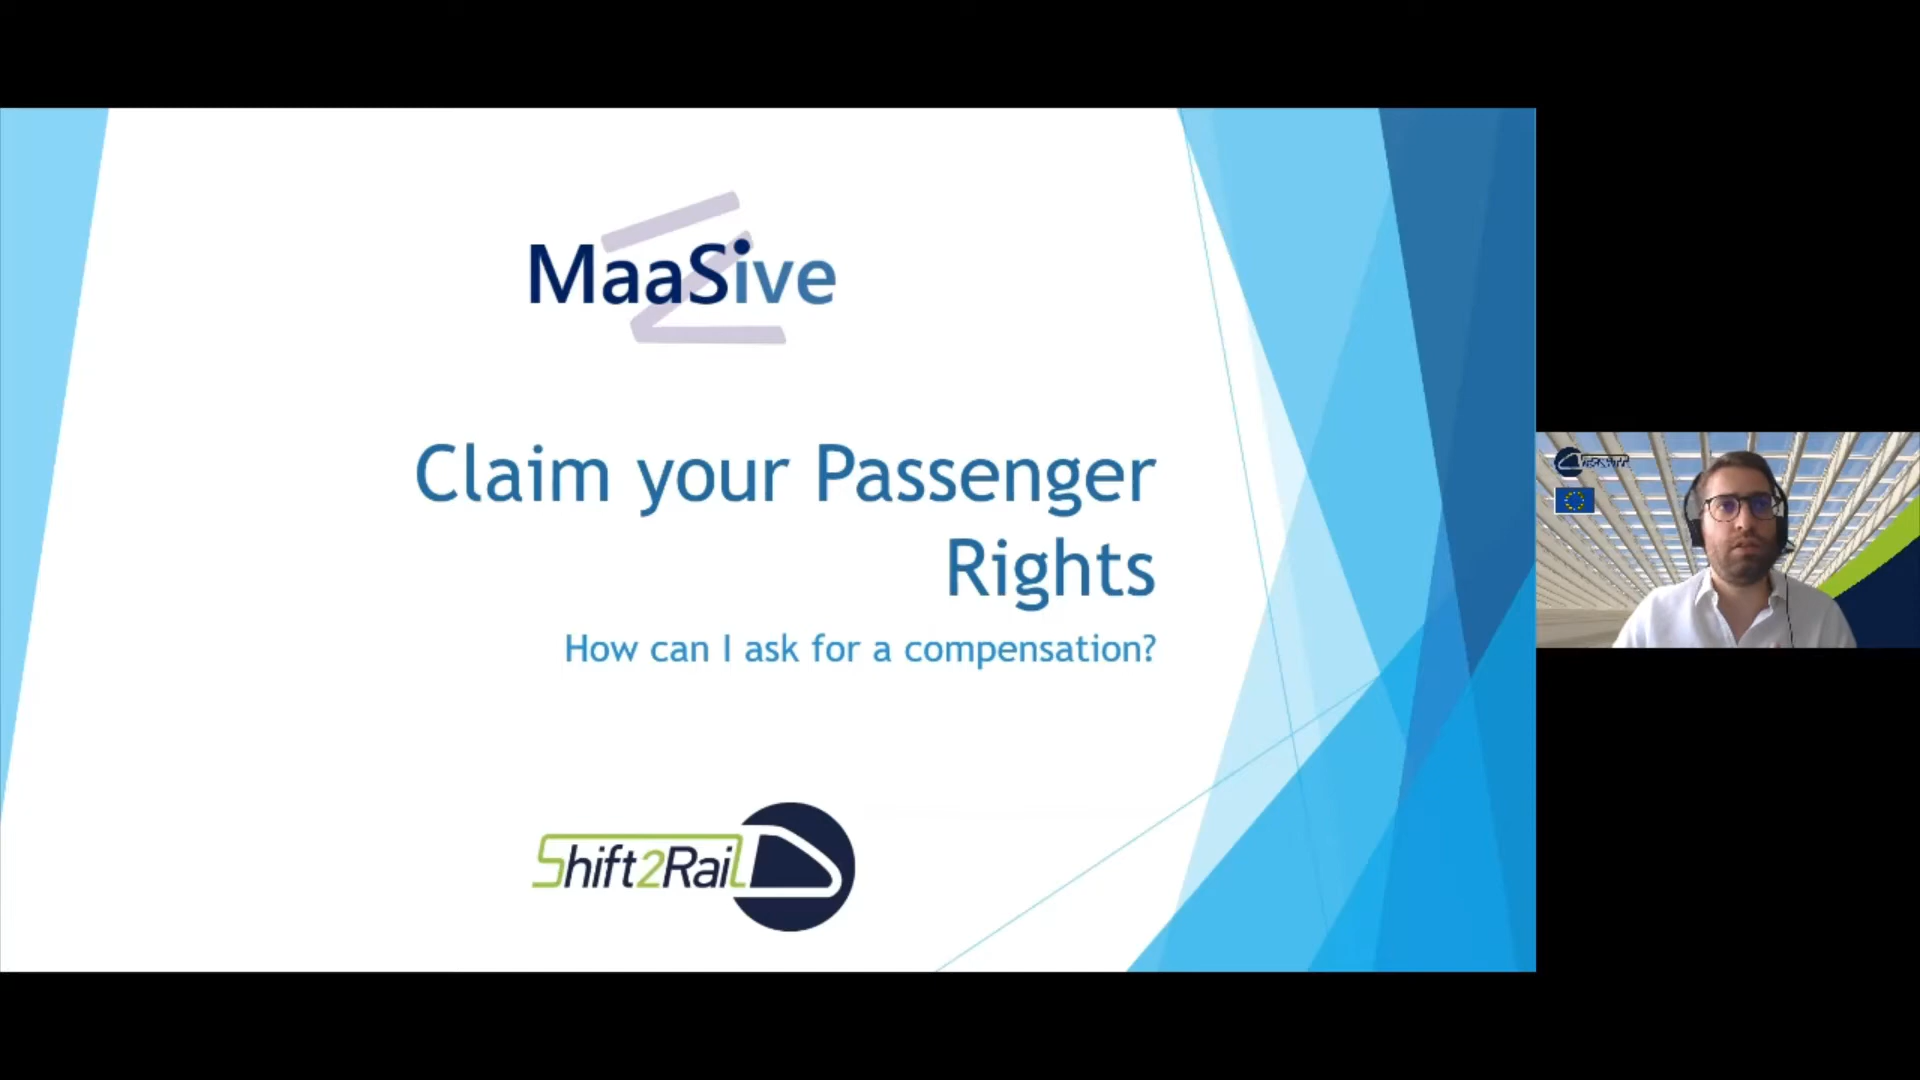 MaaSive
Claim your Passenger
Rights
How can I ask for a compensation?
Shift2Rail